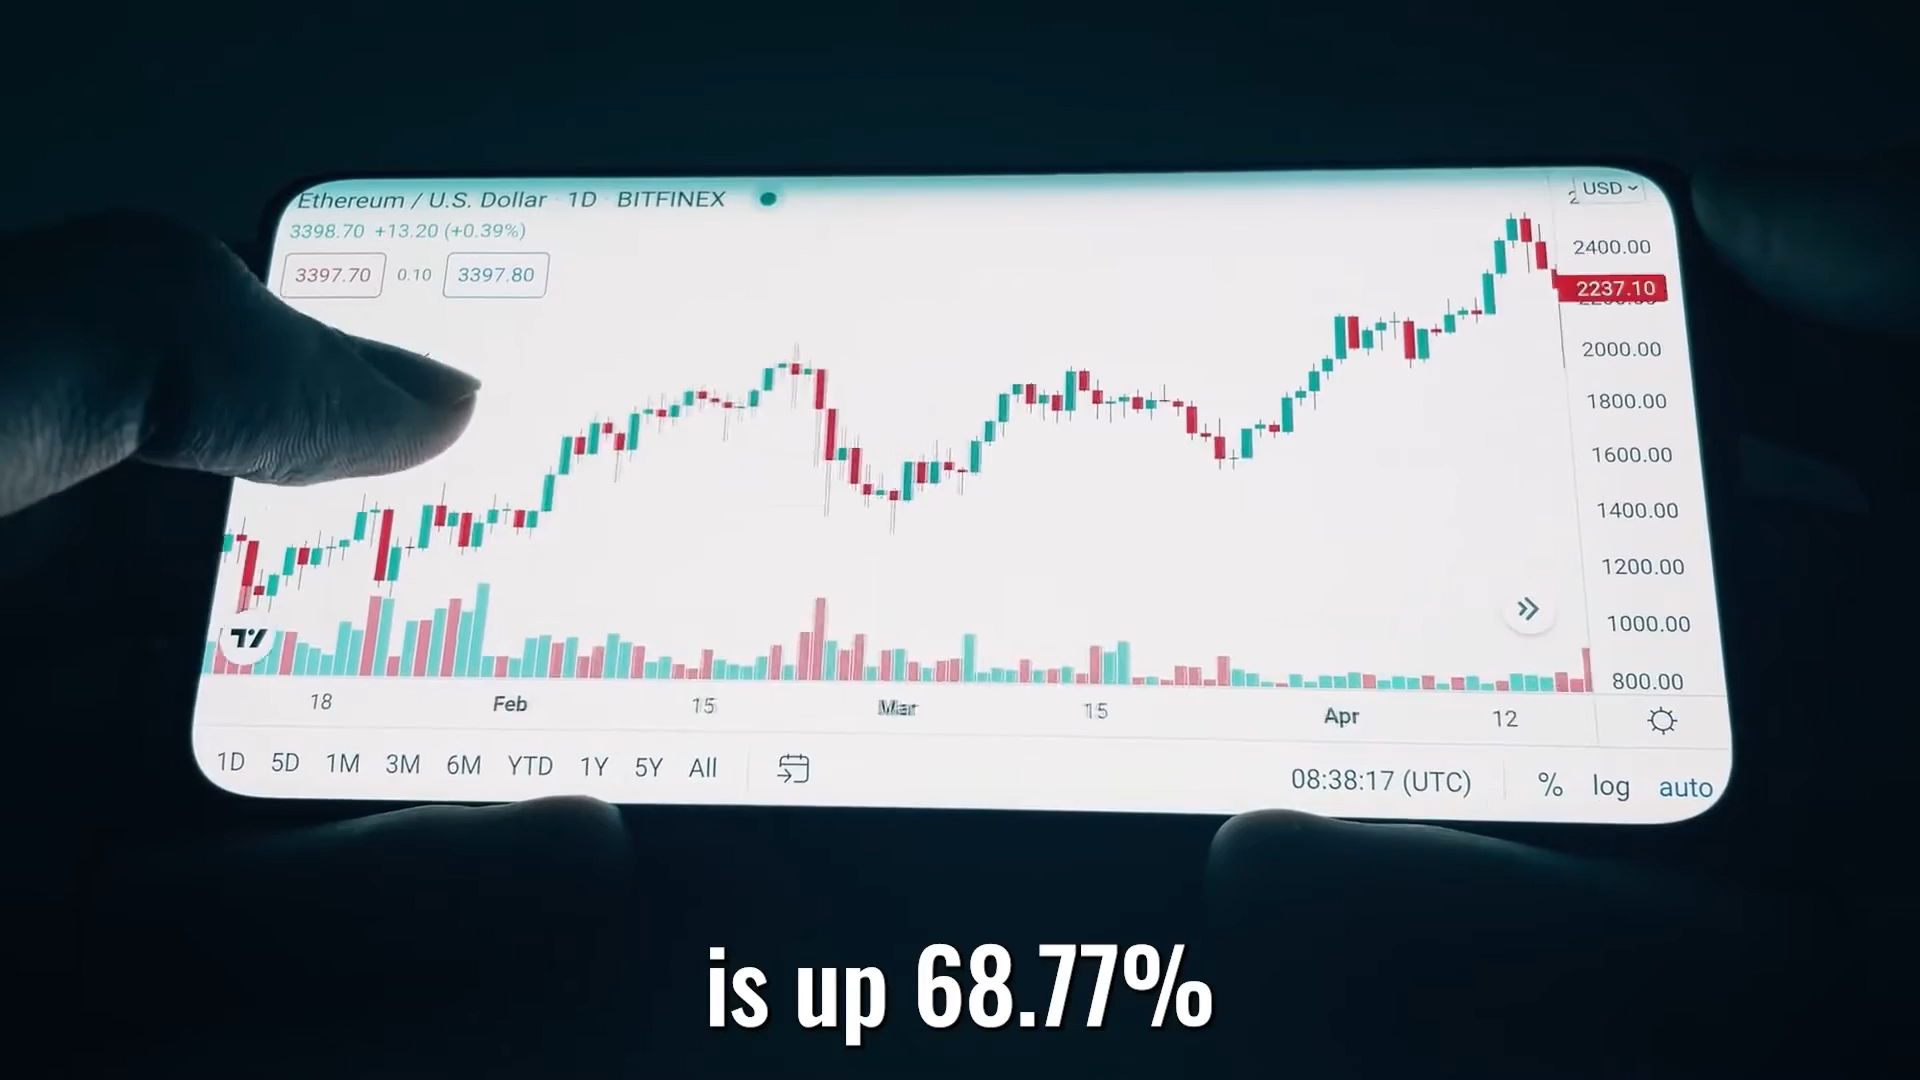 Ethereum / U.S. Dollar · 1D · BITFINEX
USD
3398.70 +13.20 (+0.39%)
3397.70 0.10 3397.80
2400.00
2237.10
2000.00
1800.00
1600.00
1400.00
1200.00
1000.00
800.00
18 Feb 15 Mar 15 Apr 12
1D 5D 1M 3M 6M YTD 1Y 5Y All
08:38:17 (UTC) % log auto
is up 68.77%